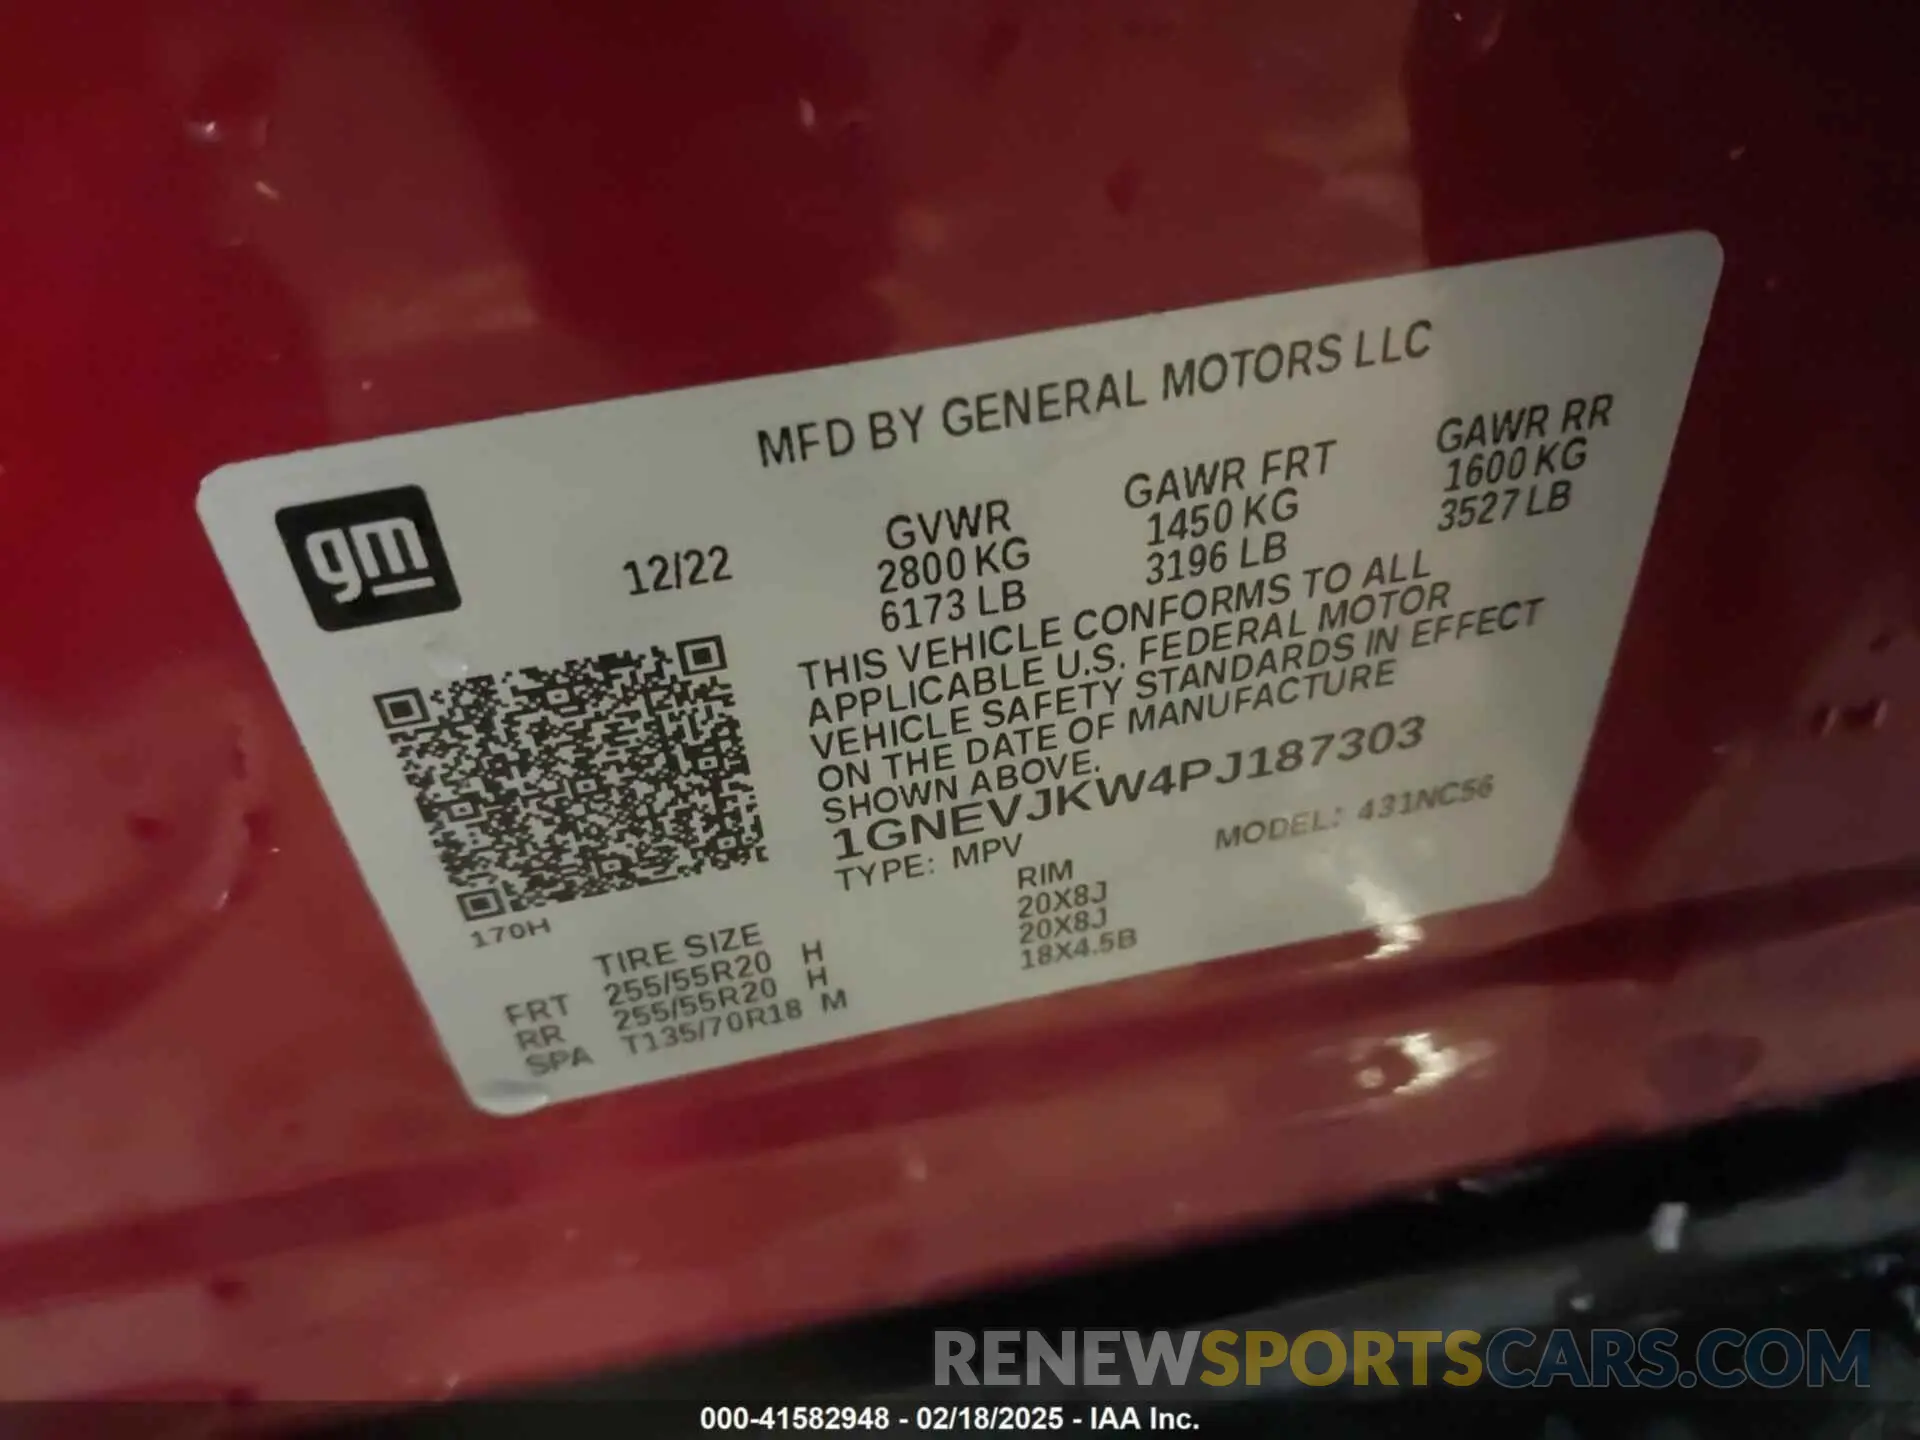 MFD BY GENERAL MOTORS LLC
gm
12/22
GVWR
2800 KG
6173 LB
GAWR FRT
1450 KG
3196 LB
GAWR RR
1600 KG
3527 LB
THIS VEHICLE CONFORMS TO ALL
APPLICABLE U.S. FEDERAL MOTOR
VEHICLE SAFETY STANDARDS IN EFFECT
ON THE DATE OF MANUFACTURE
SHOWN ABOVE.
1GNEVJKW4PJ187303
TYPE: MPV
MODEL: 431NC56
170H
TIRE SIZE
RIM
FRT 255/55R20 H 20X8J
RR 255/55R20 H 20X8J
SPA T135/70R18 M 18X4.5B
RENEWSPORTSCARS.COM
000-41582948 - 02/18/2025 - IAA Inc.